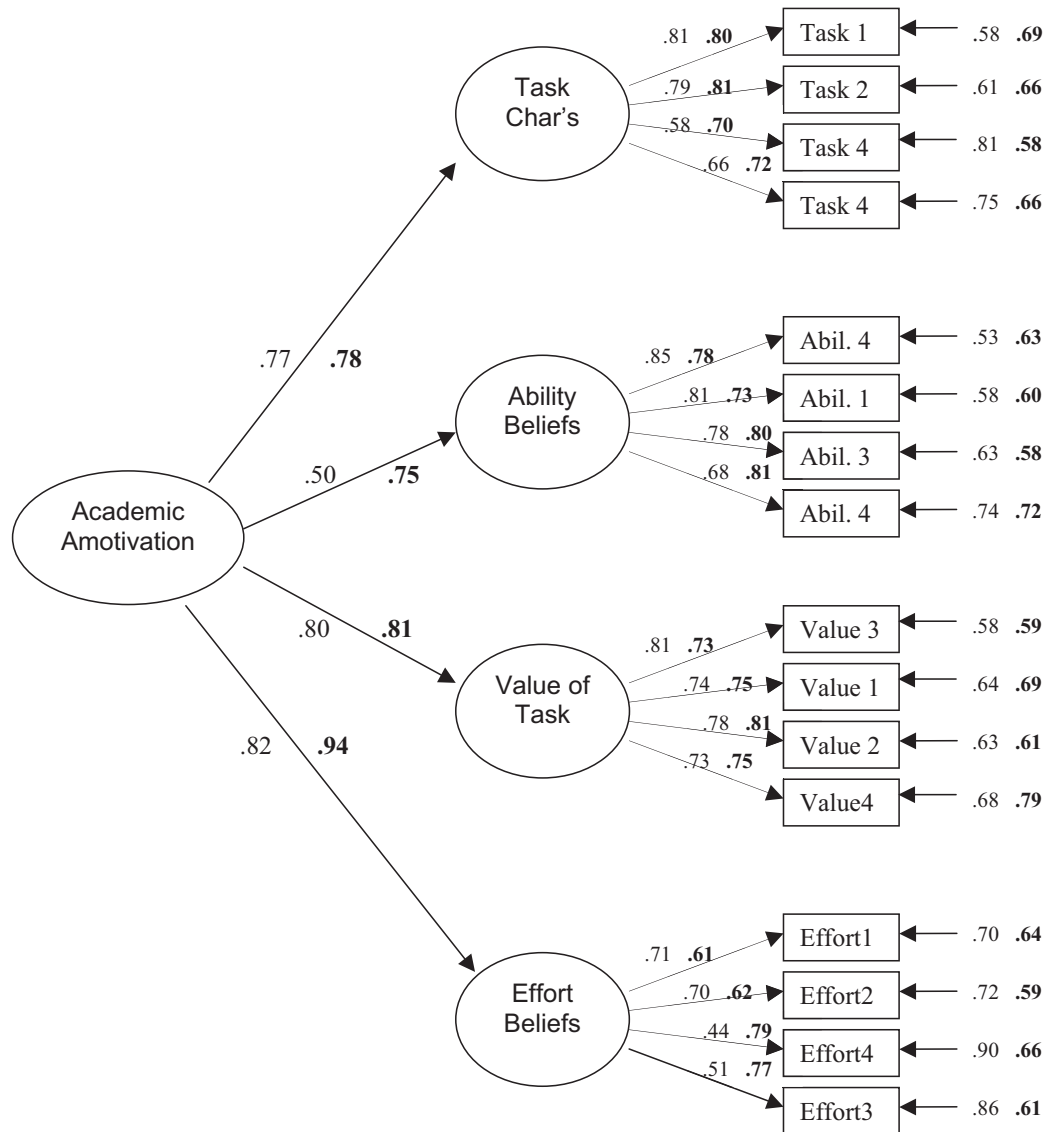 .81 .80
Task 1
.58 .69
Task
Char's
.79 .81
Task 2
.61 .66
.58 .70
Task 4
.81 .58
.66 .72
Task 4
.75 .66
.77 .78
.85 .78
Abil. 4
.53 .63
Ability
Beliefs
.81 .73
Abil. 1
.58 .60
.78 .80
Abil. 3
.63 .58
.68 .81
Abil. 4
.74 .72
.50 .75
Academic
Amotivation
.80 .81
.81 .73
Value 3
.58 .59
Value of
Task
.74 .75
Value 1
.64 .69
.78 .81
Value 2
.63 .61
.73 .75
Value4
.68 .79
.82 .94
.71 .61
Effort1
.70 .64
Effort
Beliefs
.70 .62
Effort2
.72 .59
.44 .79
Effort4
.90 .66
.51 .77
Effort3
.86 .61